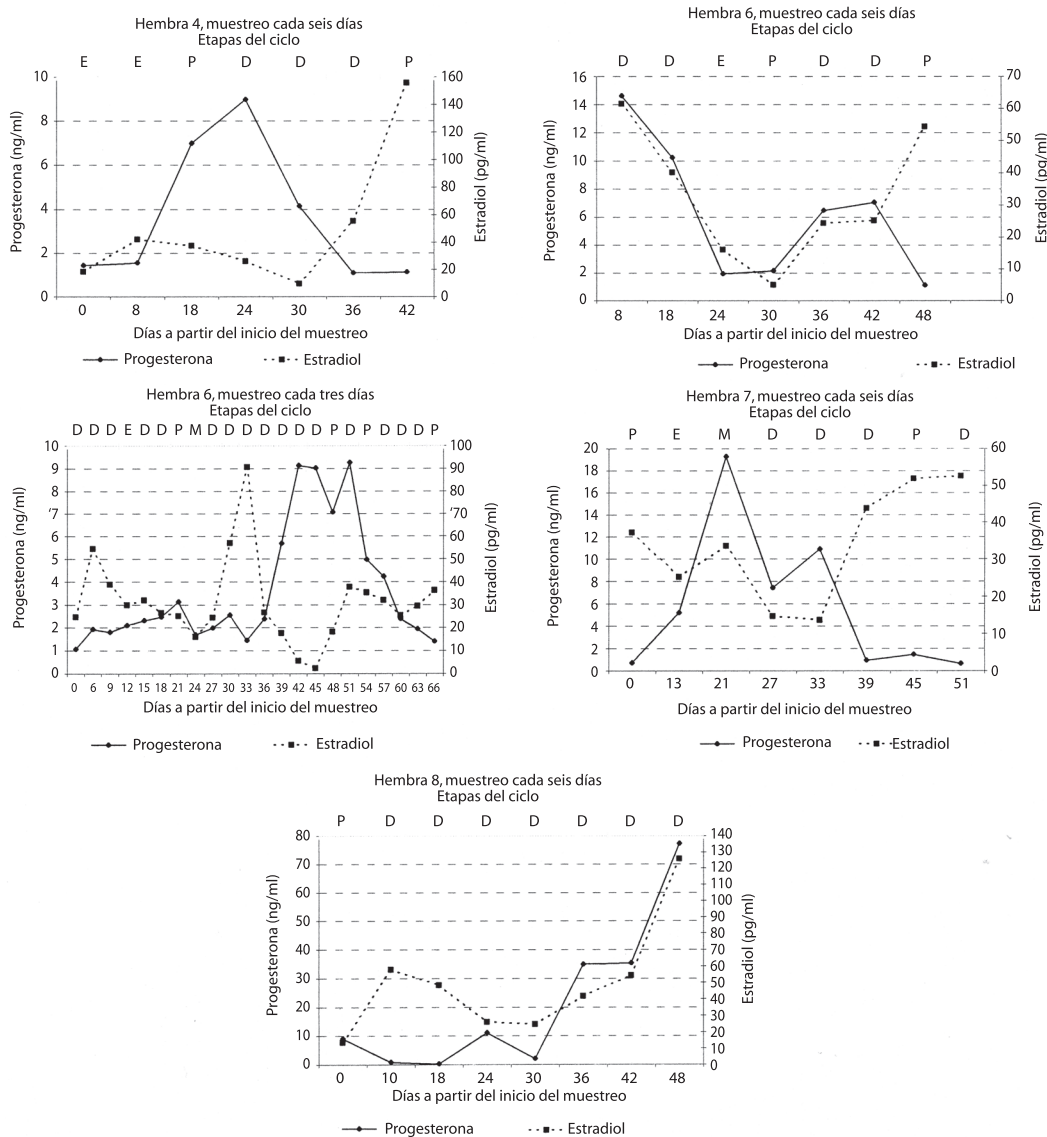 Hembra 4, muestreo cada seis días
Etapas del ciclo
E E P D D D P
10 8 6 4 2 0
Progesterona (ng/ml)
160 140 120 100 80 60 40 20 0
Estradiol (pg/ml)
0 8 18 24 30 36 42
Días a partir del inicio del muestreo
Progesterona Estradiol
Hembra 6, muestreo cada seis días
Etapas del ciclo
D D E P D D P
16 14 12 10 8 6 4 2 0
Progesterona (ng/ml)
70 60 50 40 30 20 10 0
Estradiol (pg/ml)
8 18 24 30 36 42 48
Días a partir del inicio del muestreo
Progesterona Estradiol
Hembra 6, muestreo cada tres días
Etapas del ciclo
D D D E D D P M D D D D D D D P D P D D D P
10 9 8 '7 6 5 4 3 2 1 0
Progesterona (ng/ml)
100 90 80 '70 60 50 40 30 20 10 0
Estradiol (pg/ml)
0 6 9 12 15 18 21 24 27 30 33 36 39 42 45 48 51 54 57 60 63 66
Días a partir del inicio del muestreo
Progesterona Estradiol
Hembra 7, muestreo cada seis días
Etapas del ciclo
P E M D D D P D
20 18 16 14 12 10 8 6 4 2 0
Progesterona (ng/ml)
60 50 40 30 20 10 0
Estradiol (pg/ml)
0 13 21 27 33 39 45 51
Días a partir del inicio del muestreo
Progesterona Estradiol
Hembra 8, muestreo cada seis días
Etapas del ciclo
P D D D D D D D
80 70 60 50 40 30 20 10 0
Progesterona (ng/ml)
140 130 120 110 100 90 80 70 60 50 40 30 20 10 0
Estradiol (pg/ml)
0 10 18 24 30 36 42 48
Días a partir del inicio del muestreo
Progesterona Estradiol